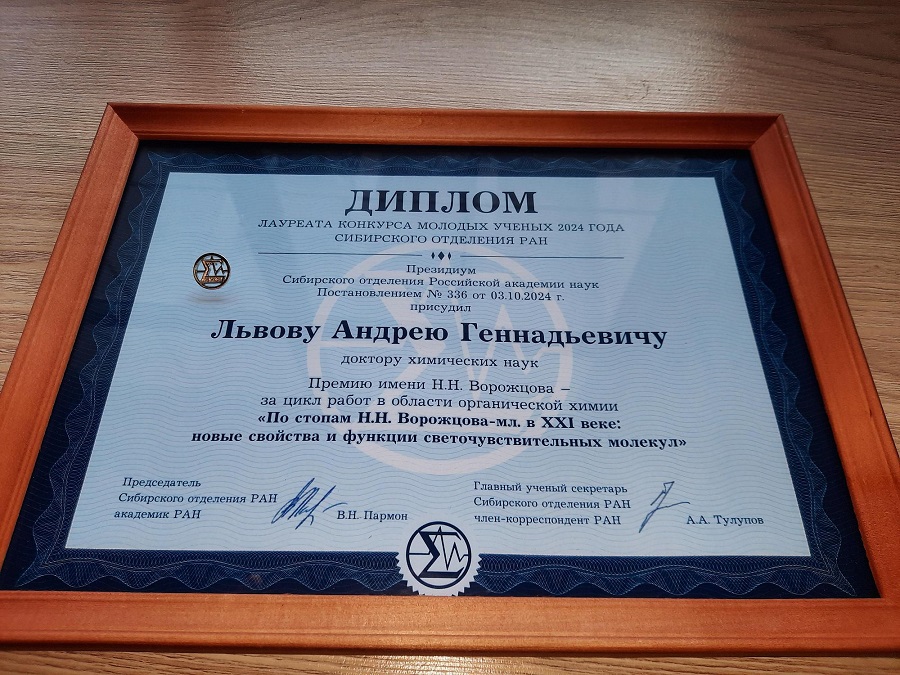 ДИПЛОМ
ЛАУРЕАТА КОНКУРСА МОЛОДЫХ УЧЕНЫХ 2024 ГОДА
СИБИРСКОГО ОТДЕЛЕНИЯ РАН
Президиум
Сибирского отделения Российской академии наук
Постановлением № 336 от 03.10.2024 г.
присудил
Львову Андрею Геннадьевичу
доктору химических наук
Премию имени Н.Н. Ворожцова –
за цикл работ в области органической химии
«По стопам Н.Н. Ворожцова-мл. в XXI веке:
новые свойства и функции светочувствительных молекул»
Председатель
Сибирского отделения РАН
академик РАН
В.Н. Пармон
Главный ученый секретарь
Сибирского отделения РАН
член-корреспондент РАН
А.А. Тулупов